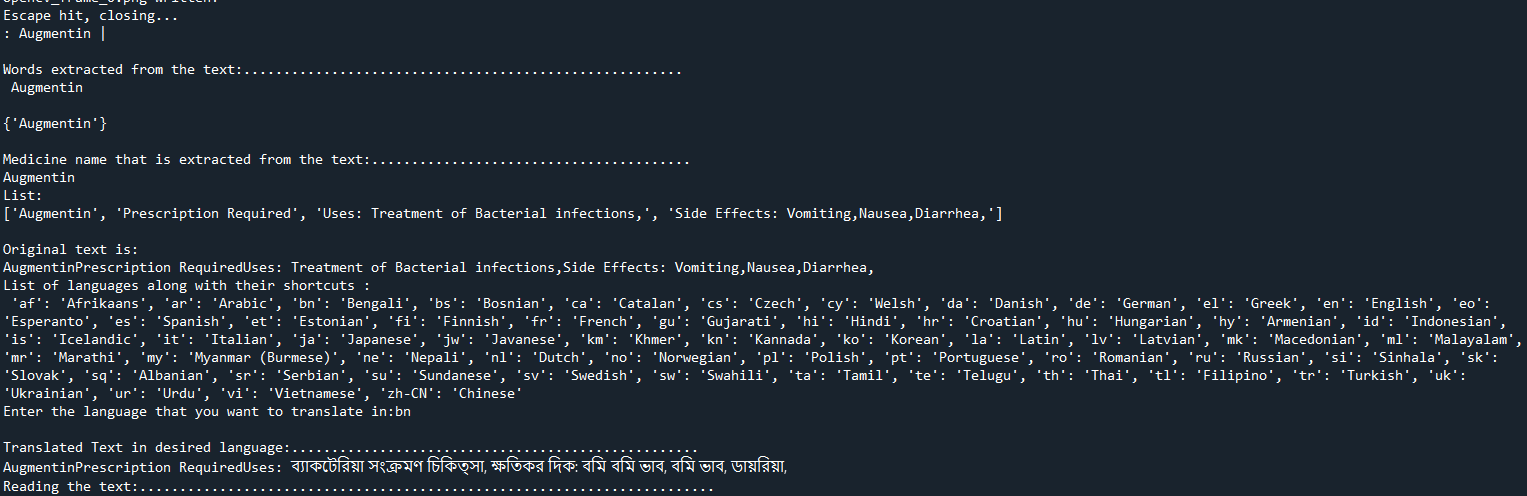 opencv_frame_0.png written!
Escape hit, closing...
: Augmentin |
Words extracted from the text:.......................................................
Augmentin
{'Augmentin'}
Medicine name that is extracted from the text:........................................
Augmentin
List:
['Augmentin', 'Prescription Required', 'Uses: Treatment of Bacterial infections,', 'Side Effects: Vomiting,Nausea,Diarrhea,']
Original text is:
AugmentinPrescription RequiredUses: Treatment of Bacterial infections,Side Effects: Vomiting,Nausea,Diarrhea,
List of languages along with their shortcuts :
'af': 'Afrikaans', 'ar': 'Arabic', 'bn': 'Bengali', 'bs': 'Bosnian', 'ca': 'Catalan', 'cs': 'Czech', 'cy': 'Welsh', 'da': 'Danish', 'de': 'German', 'el': 'Greek', 'en': 'English', 'eo':
'Esperanto', 'es': 'Spanish', 'et': 'Estonian', 'fi': 'Finnish', 'fr': 'French', 'gu': 'Gujarati', 'hi': 'Hindi', 'hr': 'Croatian', 'hu': 'Hungarian', 'hy': 'Armenian', 'id': 'Indonesian',
'is': 'Icelandic', 'it': 'Italian', 'ja': 'Japanese', 'jw': 'Javanese', 'km': 'Khmer', 'kn': 'Kannada', 'ko': 'Korean', 'la': 'Latin', 'lv': 'Latvian', 'mk': 'Macedonian', 'ml': 'Malayalam',
'mr': 'Marathi', 'my': 'Myanmar (Burmese)', 'ne': 'Nepali', 'nl': 'Dutch', 'no': 'Norwegian', 'pl': 'Polish', 'pt': 'Portuguese', 'ro': 'Romanian', 'ru': 'Russian', 'si': 'Sinhala', 'sk':
'Slovak', 'sq': 'Albanian', 'sr': 'Serbian', 'su': 'Sundanese', 'sv': 'Swedish', 'sw': 'Swahili', 'ta': 'Tamil', 'te': 'Telugu', 'th': 'Thai', 'tl': 'Filipino', 'tr': 'Turkish', 'uk':
'Ukrainian', 'ur': 'Urdu', 'vi': 'Vietnamese', 'zh-CN': 'Chinese'
Enter the language that you want to translate in:bn
Translated Text in desired language:...................................................
AugmentinPrescription RequiredUses: ব্যাকটেরিয়া সংক্রমণ চিকিত্সা, ক্ষতিকর দিক: বমি বমি ভাব, বমি ভাব, ডায়রিয়া,
Reading the text:........................................................................